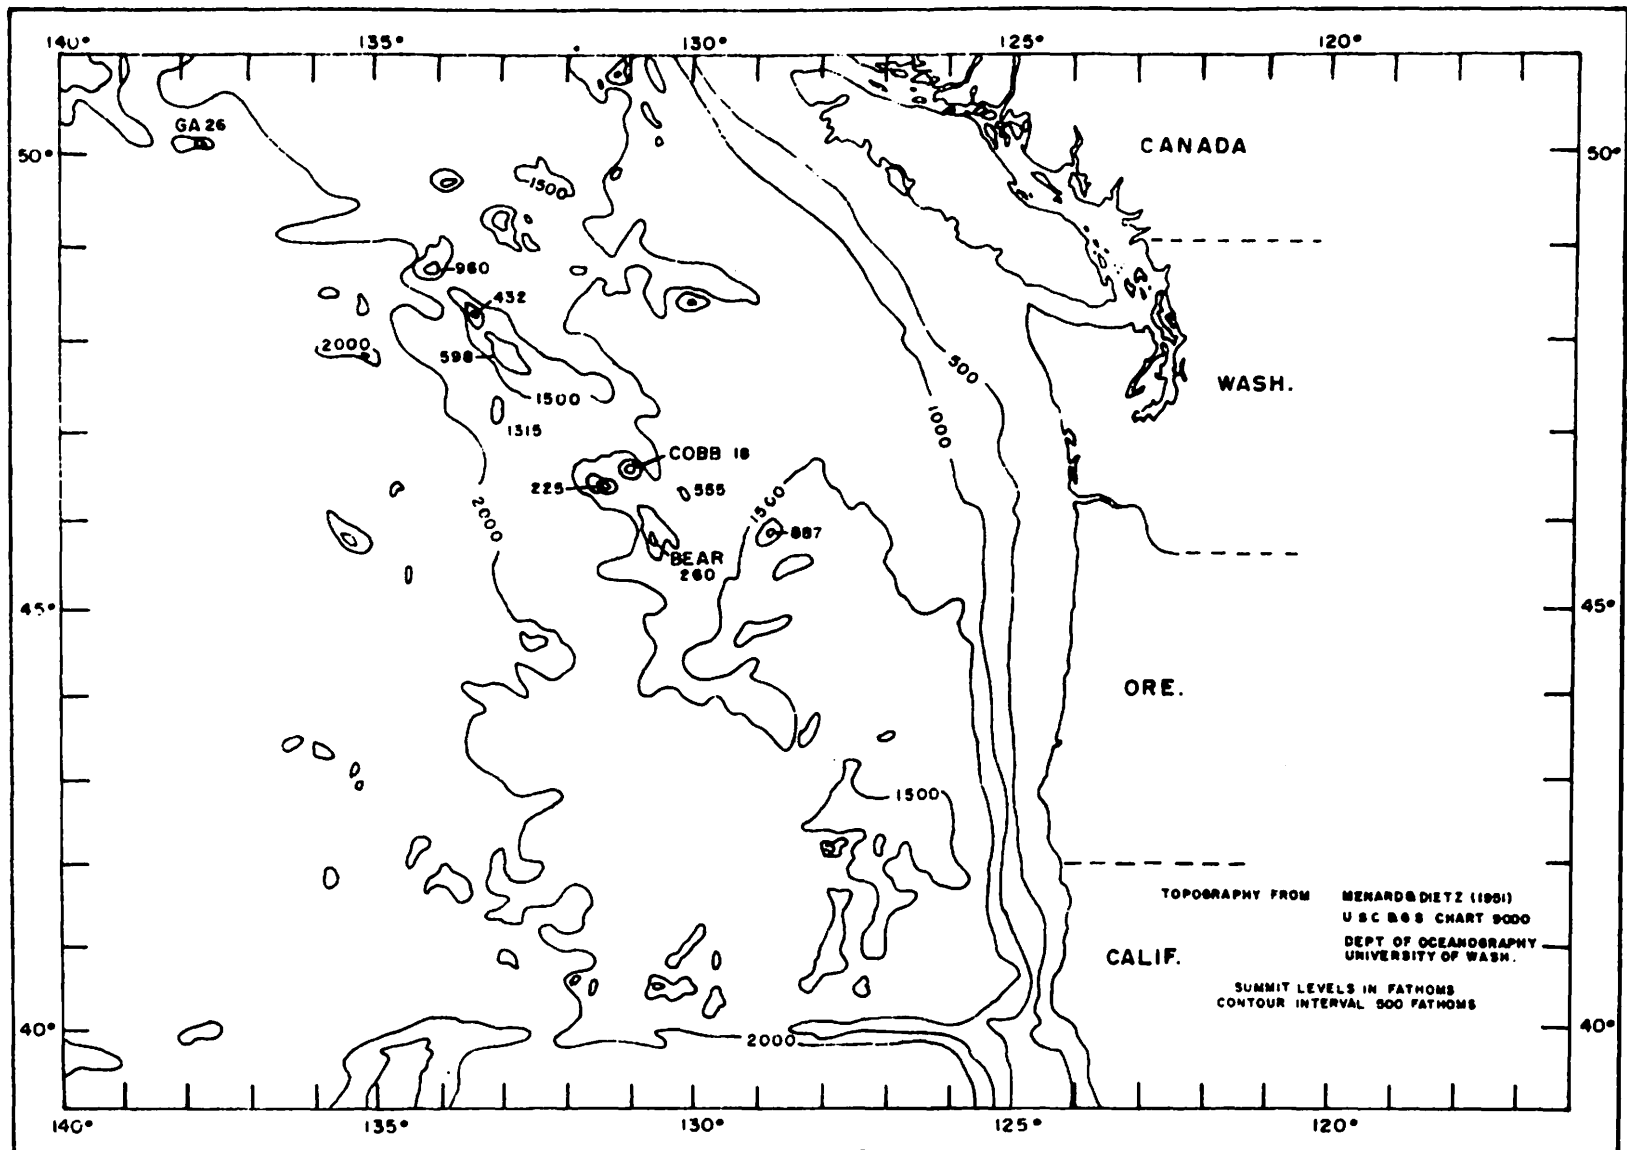 140° 135° 130° 125° 120°
GA 26
CANADA
50° 50°
1500
960
432
2000
598
500
WASH.
1500
1000
1315
COBB 18
225
555
2000
1500
887
BEAR
260
45° 45°
ORE.
1500
TOPOGRAPHY FROM MENARD & DIETZ (1951)
U S C & G S CHART 9000
DEPT OF OCEANOGRAPHY
UNIVERSITY OF WASH.
CALIF.
SUMMIT LEVELS IN FATHOMS
CONTOUR INTERVAL 500 FATHOMS
40° 40°
2000
140° 135° 130° 125° 120°